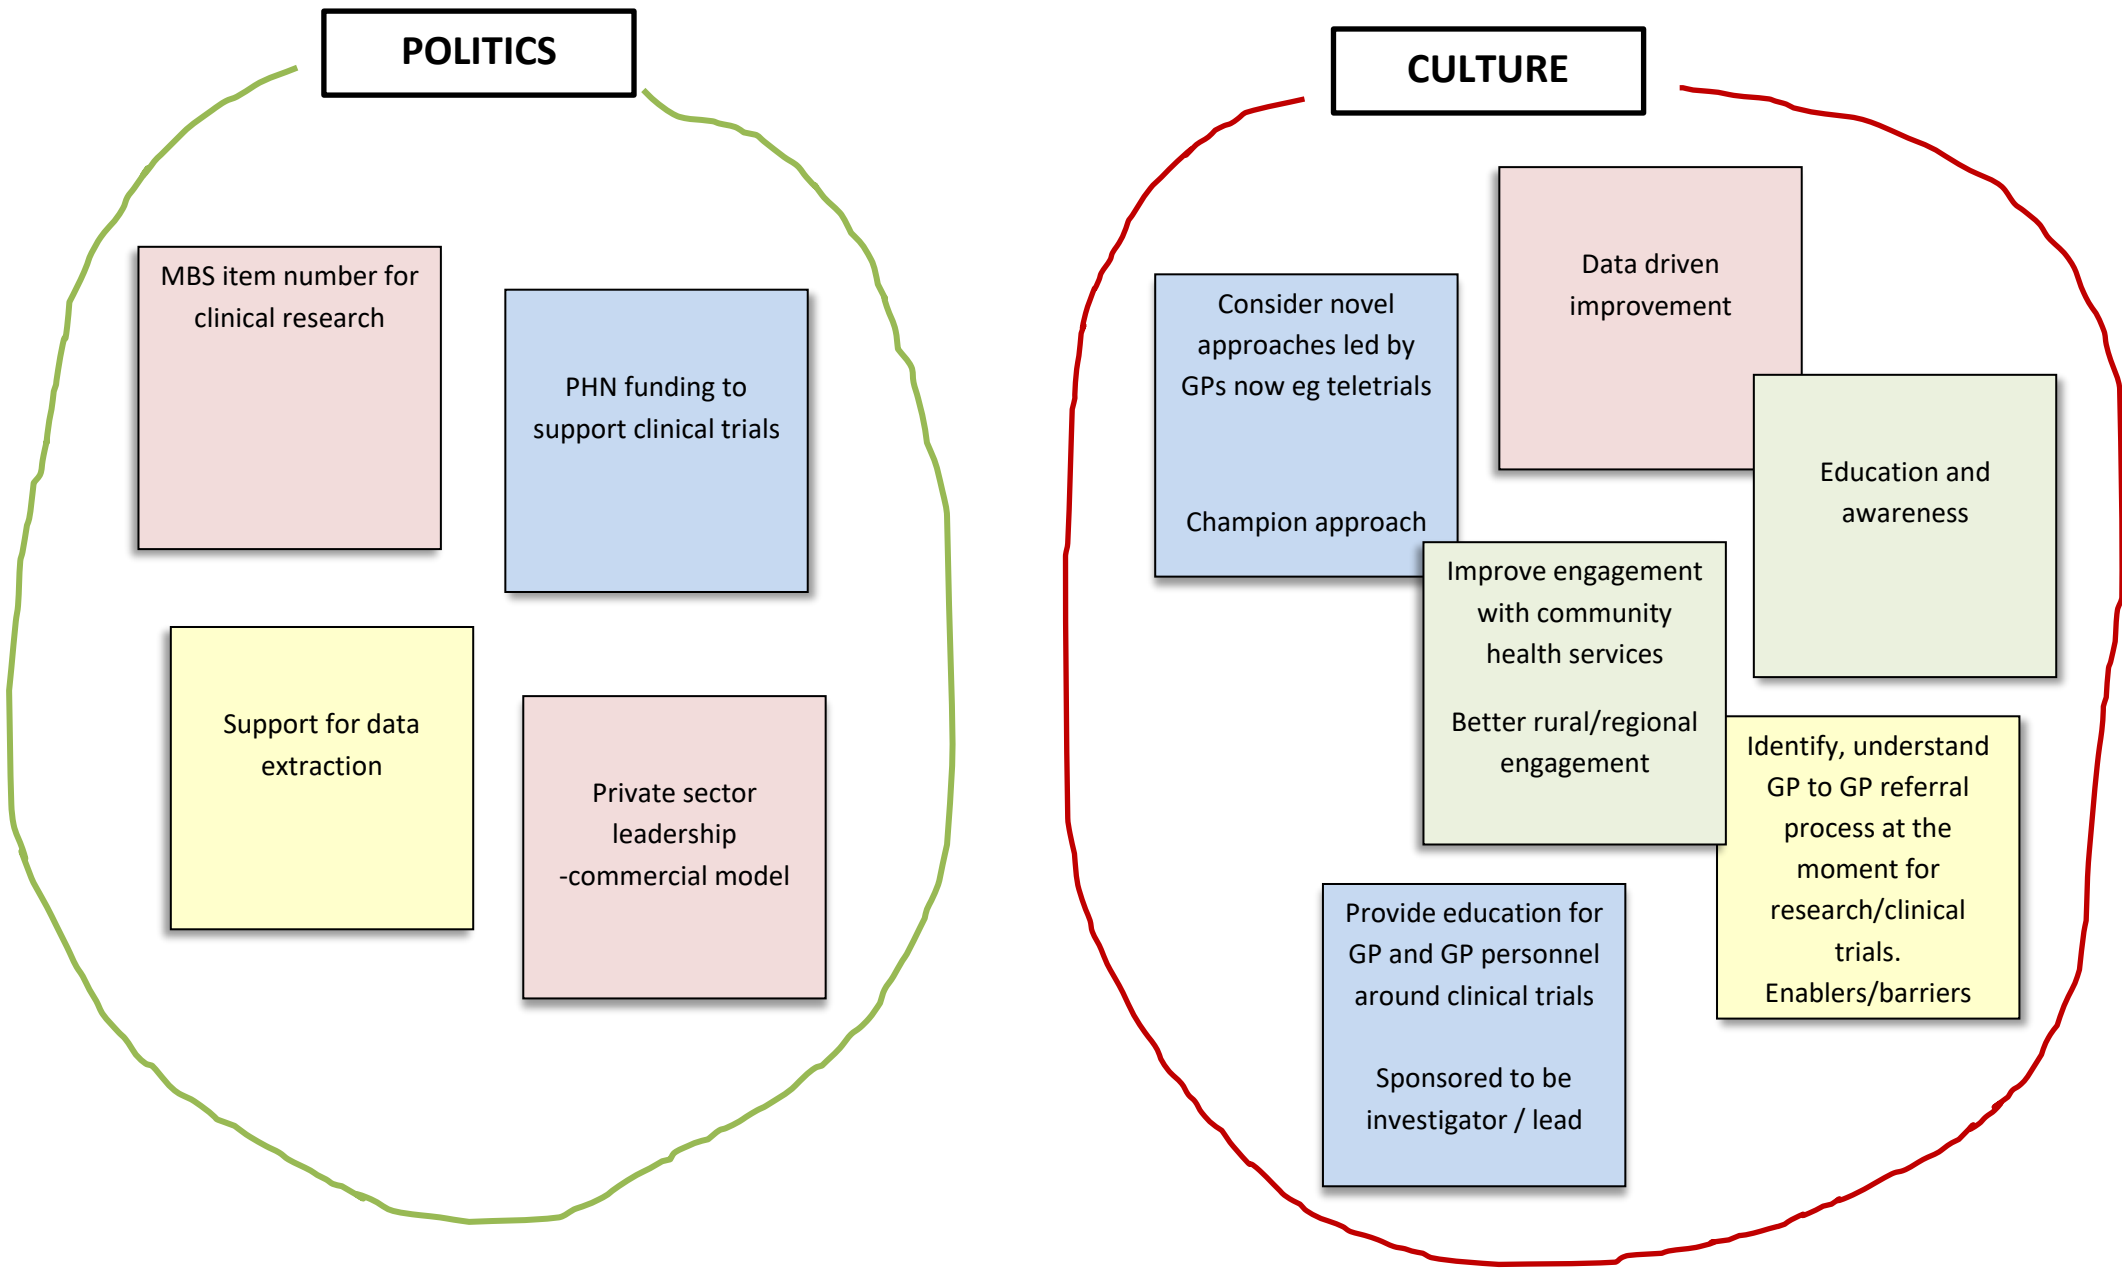 POLITICS
MBS item number for
clinical research
PHN funding to
support clinical trials
Support for data
extraction
Private sector
leadership
-commercial model
CULTURE
Consider novel
approaches led by
GPs now eg teletrials
Champion approach
Data driven
improvement
Education and
awareness
Improve engagement
with community
health services
Better rural/regional
engagement
Identify, understand
GP to GP referral
process at the
moment for
research/clinical
trials.
Enablers/barriers
Provide education for
GP and GP personnel
around clinical trials
Sponsored to be
investigator / lead